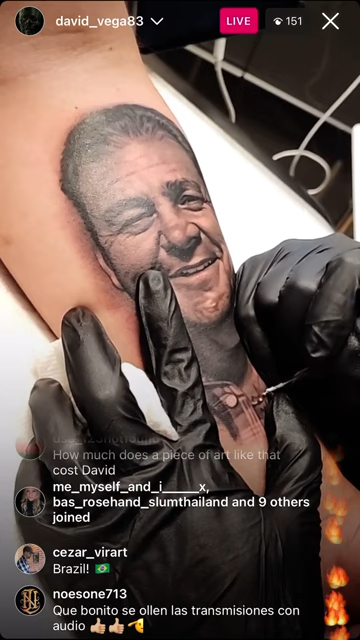 david_vega83
LIVE
151
How much does a piece of art like that
cost David
me_myself_and_i_____x,
bas_rosehand_slumthailand and 9 others
joined
cezar_virart
Brazil! 🇧🇷
noesone713
Que bonito se ollen las transmisiones con
audio 👍🏼👍🏼🤙